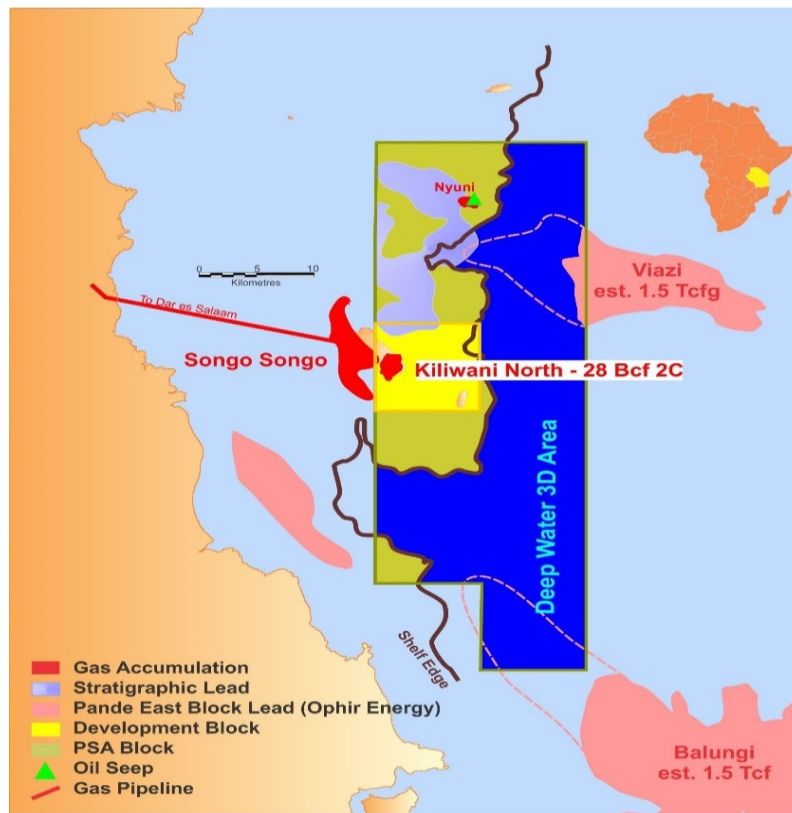 Nyuni
Viazi
est. 1.5 Tcfg
0 5 10
Kilometres
To Dar es Salaam
Songo Songo
Kiliwani North - 28 Bcf 2C
Deep Water 3D Area
Shelf Edge
Balungi
est. 1.5 Tcf
Gas Accumulation
Stratigraphic Lead
Pande East Block Lead (Ophir Energy)
Development Block
PSA Block
Oil Seep
Gas Pipeline